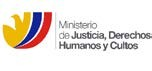 Ministerio
de Justicia, Derechos
Humanos y Cultos